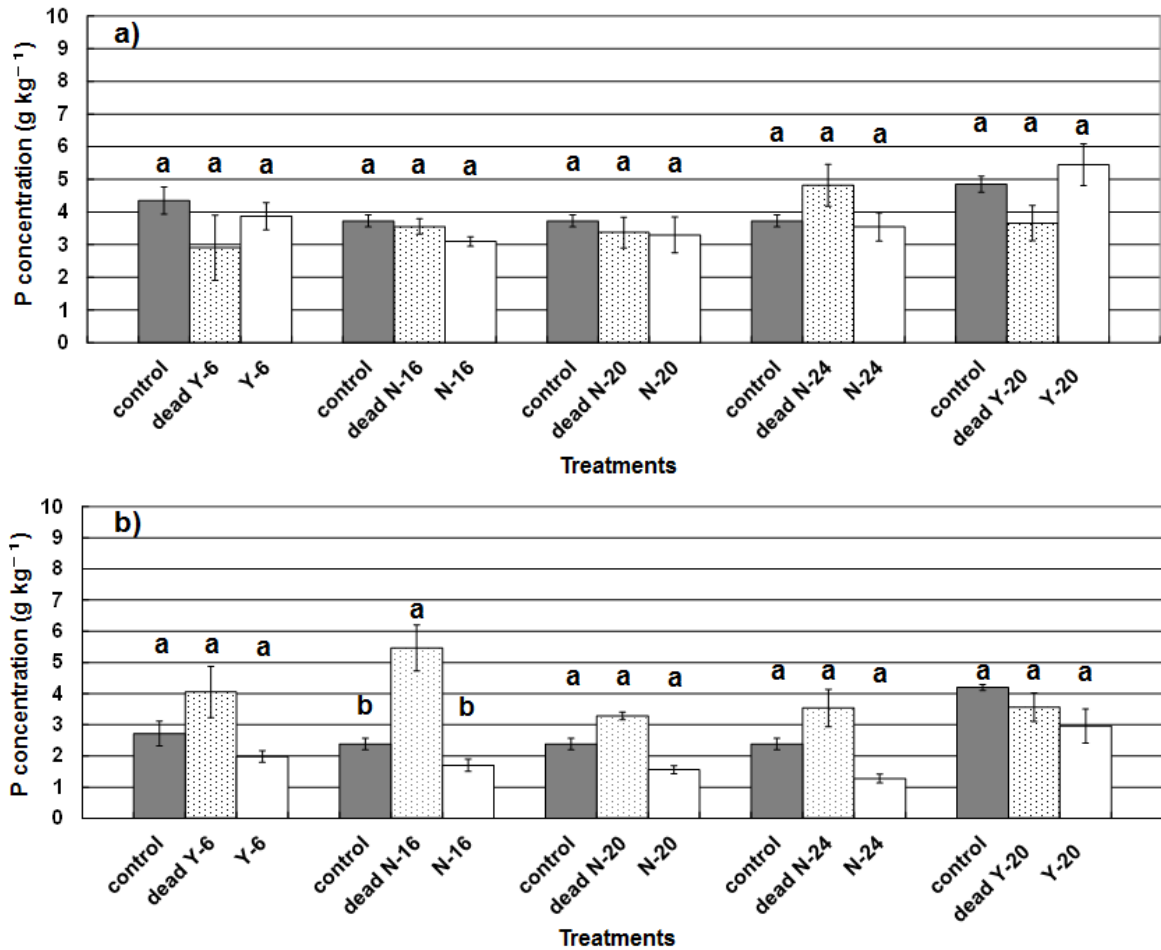 a)
P concentration (g kg⁻¹)
10
9
8
7
6
5
4
3
2
1
0
a a a a a a a a a a a a a a a
control dead Y-6 Y-6 control dead N-16 N-16 control dead N-20 N-20 control dead N-24 N-24 control dead Y-20 Y-20
Treatments
b)
P concentration (g kg⁻¹)
10
9
8
7
6
5
4
3
2
1
0
a a a b a b a a a a a a a a a
control dead Y-6 Y-6 control dead N-16 N-16 control dead N-20 N-20 control dead N-24 N-24 control dead Y-20 Y-20
Treatments